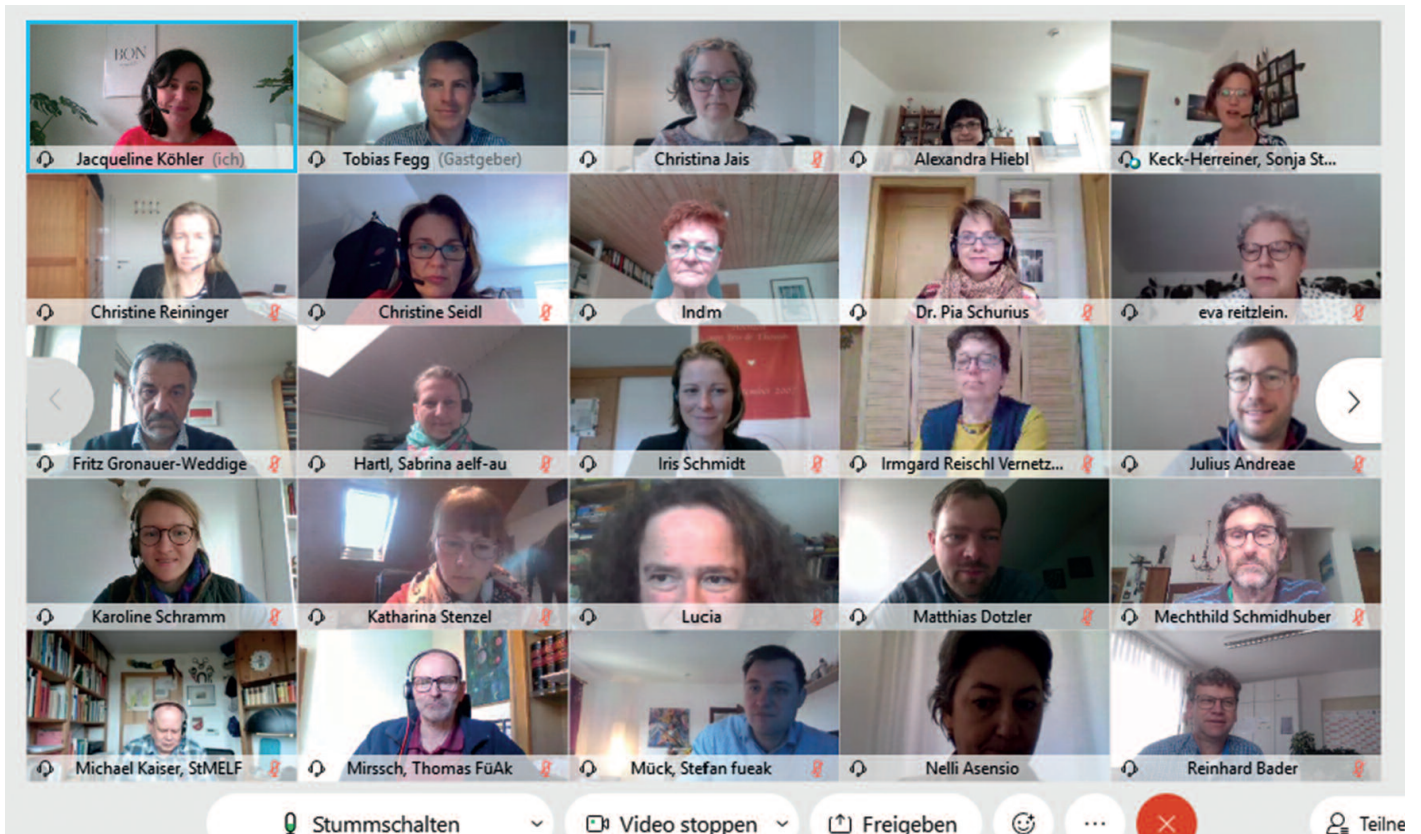 BON
Jacqueline Köhler (ich)
Tobias Fegg (Gastgeber)
Christina Jais
Alexandra Hiebl
Keck-Herreiner, Sonja St...
Christine Reininger
Christine Seidl
lndm
Dr. Pia Schurius
eva reitzlein.
Fritz Gronauer-Weddige
Hartl, Sabrina aelf-au
Iris Schmidt
Irmgard Reischl Vernetz...
Julius Andreae
Karoline Schramm
Katharina Stenzel
Lucia
Matthias Dotzler
Mechthild Schmidhuber
Michael Kaiser, StMELF
Mirssch, Thomas FüAk
Mück, Stefan fueak
Nelli Asensio
Reinhard Bader
Stummschalten
Video stoppen
Freigeben
Teilne